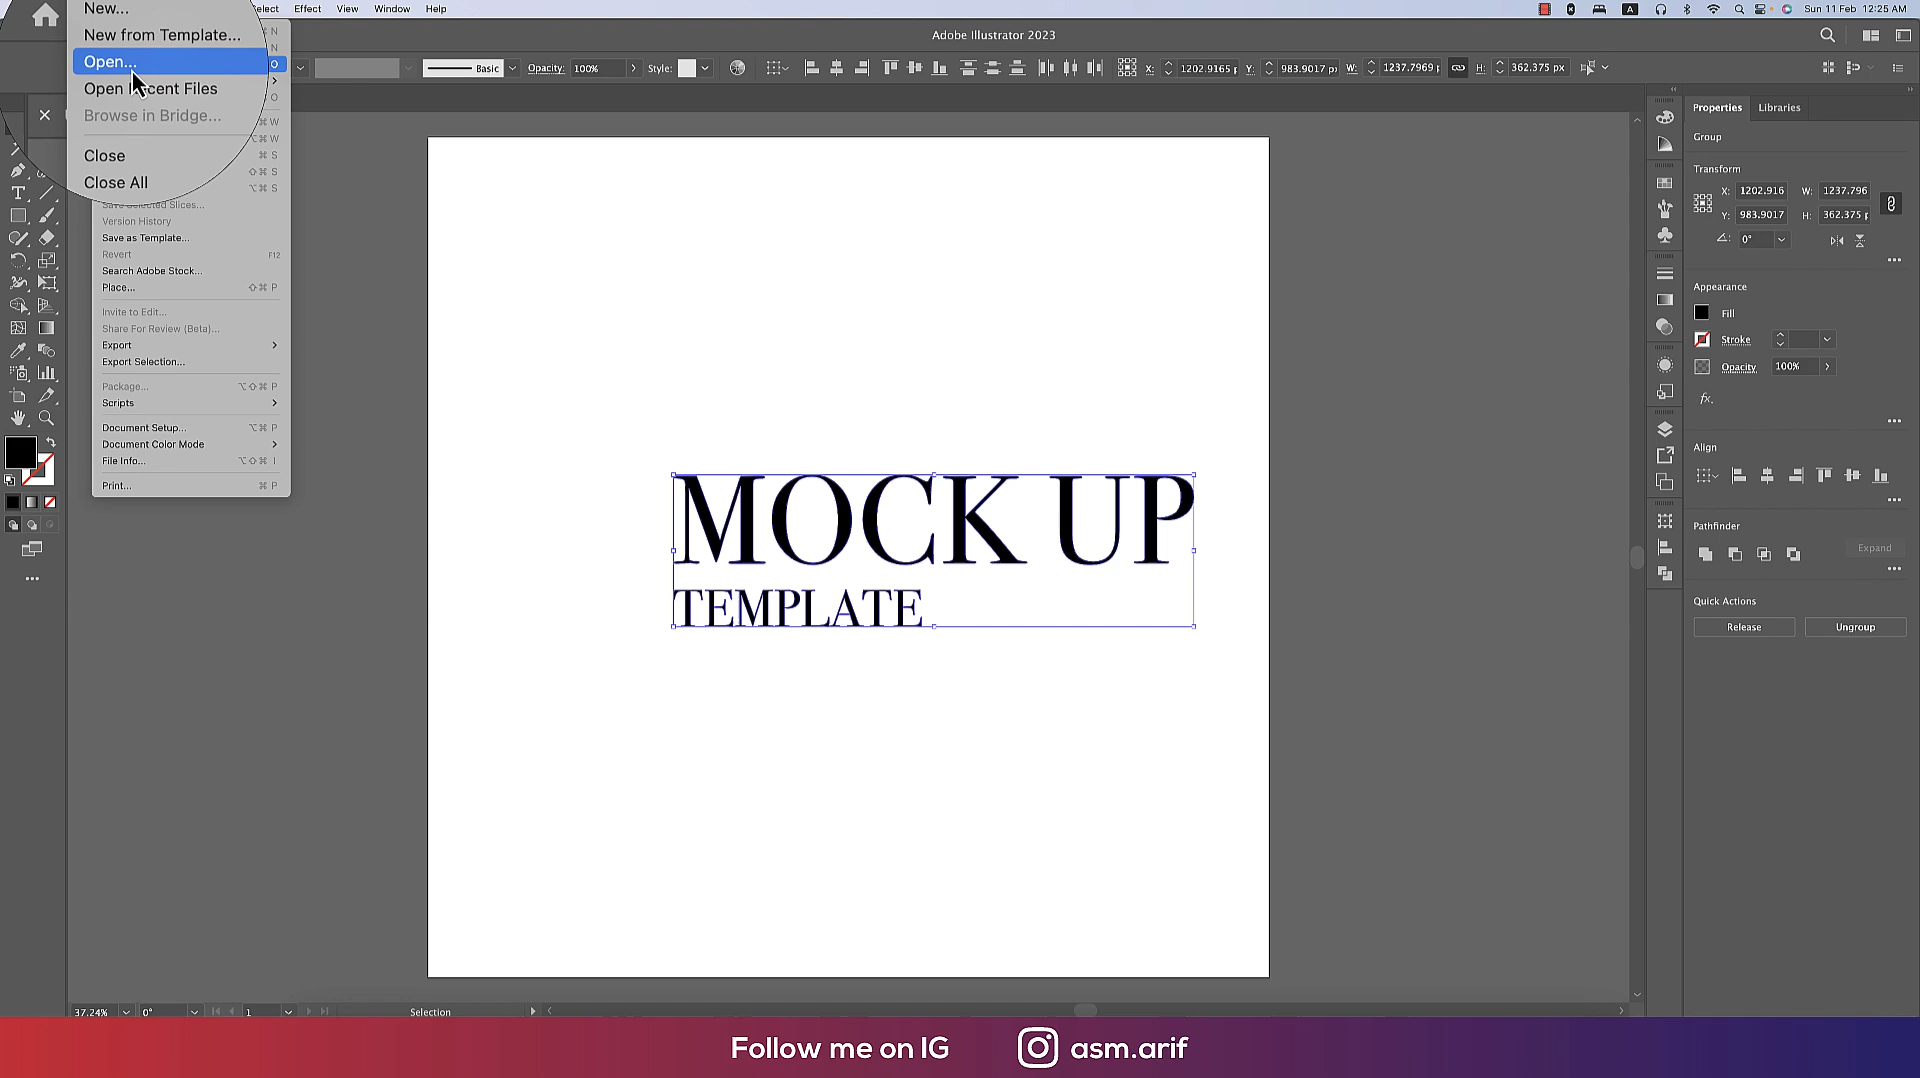 New...
New from Template...
Open...
Open Recent Files
Browse in Bridge...
Close
Close All
Effect
Window
View
Help
Sun 11 Feb 12:25 AM
Adobe Illustrator 2023
Basic
Opacity:
100%
Style:
X:
1202.9165
Y:
983.9017 p
W:
1237.7969
H:
362.375 px
⌘ W
⌥⌘ W
⌘ S
⇧⌘ S
⌥⌘ S
Save Selected Slices...
Version History
Save as Template...
Revert F12
Search Adobe Stock...
Place... ⇧⌘ P
Invite to Edit...
Share For Review (Beta)...
Export
Export Selection...
Package... ⌥⇧⌘ P
Scripts
Document Setup... ⌥⌘ P
Document Color Mode
File Info... ⌥⇧⌘ I
Print... ⌘ P
MOCK UP
TEMPLATE
Properties
Libraries
Group
Transform
X: 1202.916 W: 1237.796
Y: 983.9017 H: 362.375
0°
Appearance
Fill
Stroke
Opacity 100%
fx.
Align
Pathfinder
Expand
Quick Actions
Release
Ungroup
37.24%
0°
1
Selection
Follow me on IG
asm.arif